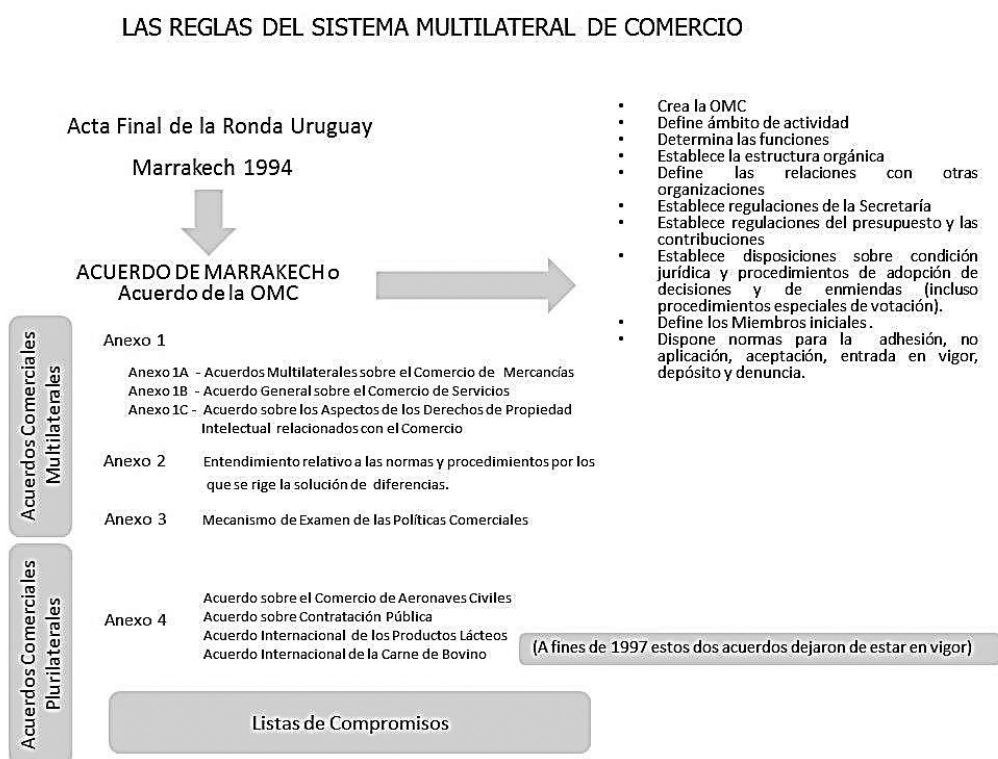 LAS REGLAS DEL SISTEMA MULTILATERAL DE COMERCIO
Acta Final de la Ronda Uruguay
Marrakech 1994
ACUERDO DE MARRAKECH o
Acuerdo de la OMC
• Crea la OMC
• Define ámbito de actividad
• Determina las funciones
• Establece la estructura orgánica
• Define las relaciones con otras
organizaciones
• Establece regulaciones de la Secretaría
• Establece regulaciones del presupuesto y las
contribuciones
• Establece disposiciones sobre condición
jurídica y procedimientos de adopción de
decisiones y de enmiendas (incluso
procedimientos especiales de votación).
• Define los Miembros iniciales.
• Dispone normas para la adhesión, no
aplicación, aceptación, entrada en vigor,
depósito y denuncia.
Acuerdos Comerciales
Multilaterales
Anexo 1
Anexo 1A - Acuerdos Multilaterales sobre el Comercio de Mercancías
Anexo 1B - Acuerdo General sobre el Comercio de Servicios
Anexo 1C - Acuerdo sobre los Aspectos de los Derechos de Propiedad
Intelectual relacionados con el Comercio
Anexo 2 Entendimiento relativo a las normas y procedimientos por los
que se rige la solución de diferencias.
Anexo 3 Mecanismo de Examen de las Políticas Comerciales
Acuerdos Comerciales
Plurilaterales
Anexo 4
Acuerdo sobre el Comercio de Aeronaves Civiles
Acuerdo sobre Contratación Pública
Acuerdo Internacional de los Productos Lácteos
Acuerdo Internacional de la Carne de Bovino
(A fines de 1997 estos dos acuerdos dejaron de estar en vigor)
Listas de Compromisos